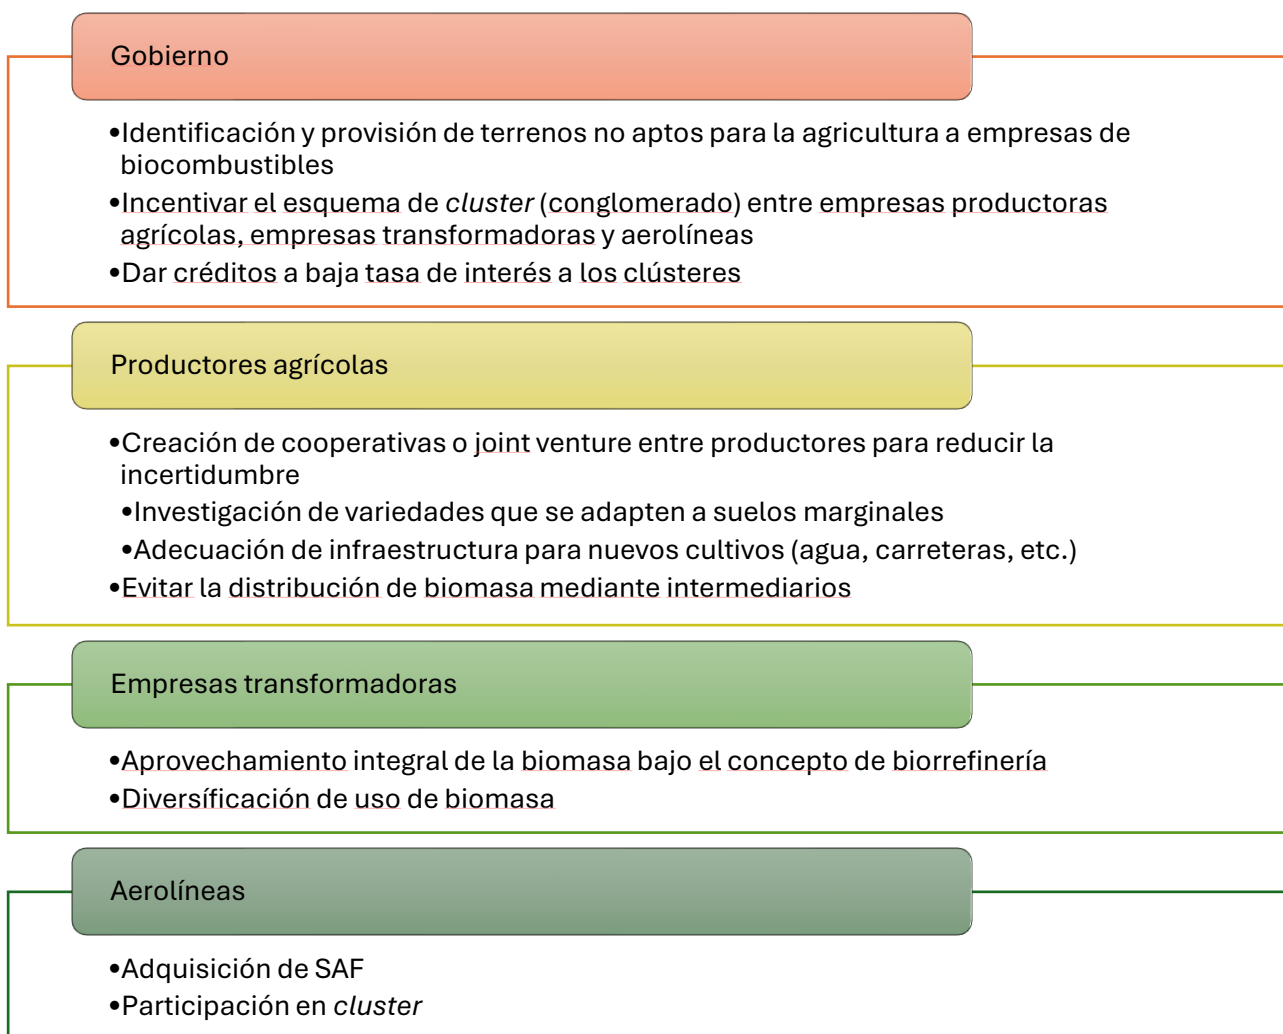 Gobierno
•Identificación y provisión de terrenos no aptos para la agricultura a empresas de
biocombustibles
•Incentivar el esquema de cluster (conglomerado) entre empresas productoras
agrícolas, empresas transformadoras y aerolíneas
•Dar créditos a baja tasa de interés a los clústeres
Productores agrícolas
•Creación de cooperativas o joint venture entre productores para reducir la
incertidumbre
•Investigación de variedades que se adapten a suelos marginales
•Adecuación de infraestructura para nuevos cultivos (agua, carreteras, etc.)
•Evitar la distribución de biomasa mediante intermediarios
Empresas transformadoras
•Aprovechamiento integral de la biomasa bajo el concepto de biorrefinería
•Diversíficación de uso de biomasa
Aerolíneas
•Adquisición de SAF
•Participación en cluster